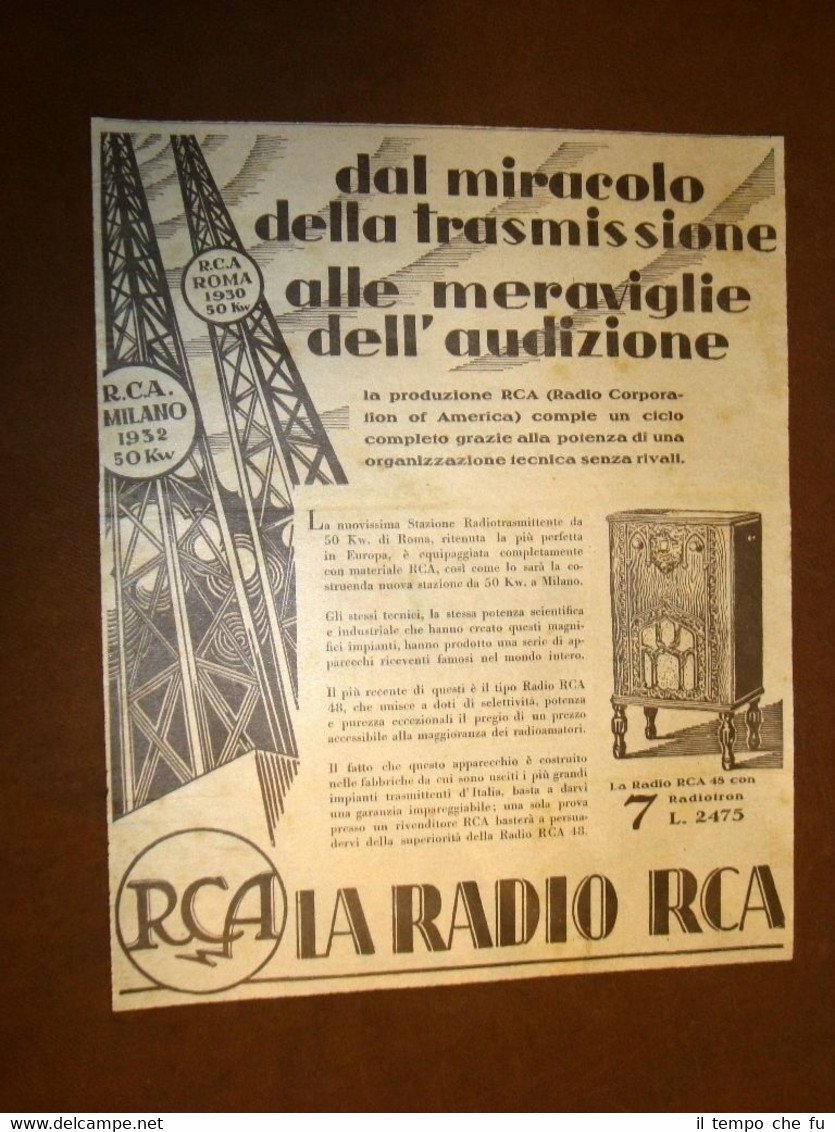 dal miracolo
della trasmissione
alle meraviglie
dell'audizione
R.C.A
ROMA
1930
50 Kw
R.C.A.
MILANO
1932
50 Kw
la produzione RCA (Radio Corpora-
tion of America) compie un ciclo
completo grazie alla potenza di una
organizzazione tecnica senza rivali.
La nuovissima Stazione Radiotrasmittente da
50 Kw. di Roma, ritenuta la più perfetta
in Europa, è equipaggiata completamente
con materiale RCA, così come lo sarà la co-
struenda nuova stazione da 50 Kw. a Milano.
Gli stessi tecnici, la stessa potenza scientifica
e industriale che hanno creato questi magni-
fici impianti, hanno prodotto una serie di ap-
parecchi riceventi famosi nel mondo intero.
Il più recente di questi è il tipo Radio RCA
48, che unisce a doti di selettività, potenza
e purezza eccezionali il pregio di un prezzo
accessibile alla maggioranza dei radioamatori.
Il fatto che questo apparecchio è costruito
nelle fabbriche da cui sono usciti i più grandi
impianti trasmittenti d'Italia, basta a darvi
una garanzia impareggiabile; una sola prova
presso un rivenditore RCA basterà a persua-
dervi della superiorità della Radio RCA 48.
La Radio RCA 48 con
7 Radiotron
L. 2475
RCA
LA RADIO RCA
il tempo che fu